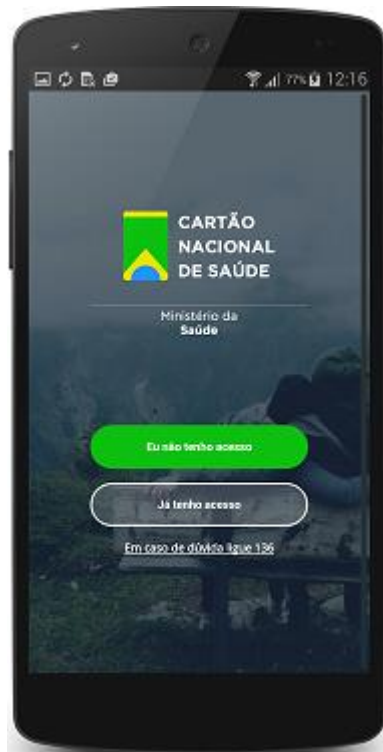 77% 12:16
CARTÃO
NACIONAL
DE SAÚDE
Ministério da
Saúde
Eu não tenho acesso
Já tenho acesso
Em caso de dúvida ligue 136